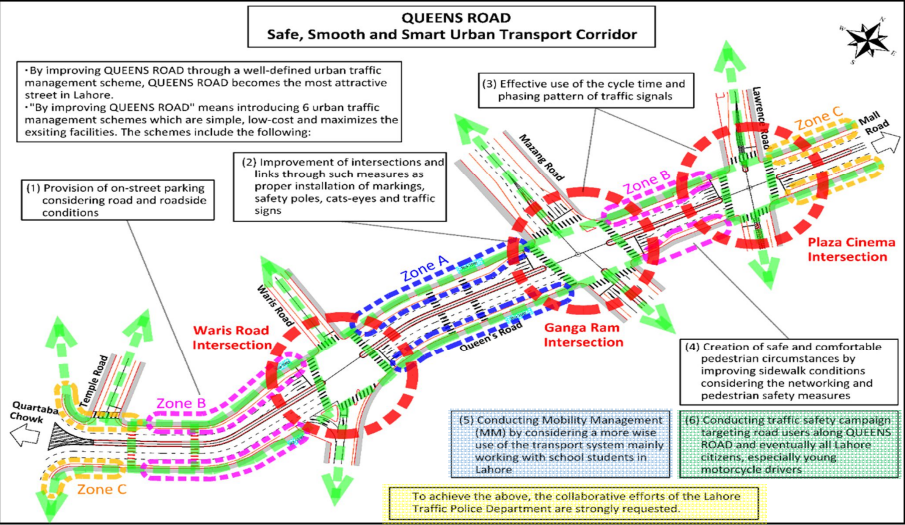 QUEENS ROAD
Safe, Smooth and Smart Urban Transport Corridor
·By improving QUEENS ROAD through a well-defined urban traffic
management scheme, QUEENS ROAD becomes the most attractive
street in Lahore.
·"By improving QUEENS ROAD" means introducing 6 urban traffic
management schemes which are simple, low-cost and maximizes the
exsiting facilities. The schemes include the following:
(3) Effective use of the cycle time and
phasing pattern of traffic signals
N
W
E
S
Lawrence Road
Zone C
Mall
Road
Mazang Rosd
(2) Improvement of intersections and
links through such measures as
proper installation of markings,
safety poles, cats-eyes and traffic
signs
(1) Provision of on-street parking
considering road and roadside
conditions
Zone B
Zone A
Plaza Cinema
Intersection
Waris Road
Waris Road
Intersection
Queen's Road
Ganga Ram
Intersection
(4) Creation of safe and comfortable
pedestrian circumstances by
improving sidewalk conditions
considering the networking and
pedestrian safety measures
Temple Road
Quartaba
Chowk
Zone B
Zone C
(5) Conducting Mobility Management
(MM) by considering a more wise
use of the transport system mainly
working with school students in
Lahore
(6) Conducting traffic safety campaign
targeting road users along QUEENS
ROAD and eventually all Lahore
citizens, especially young
motorcycle drivers
To achieve the above, the collaborative efforts of the Lahore
Traffic Police Department are strongly requested.